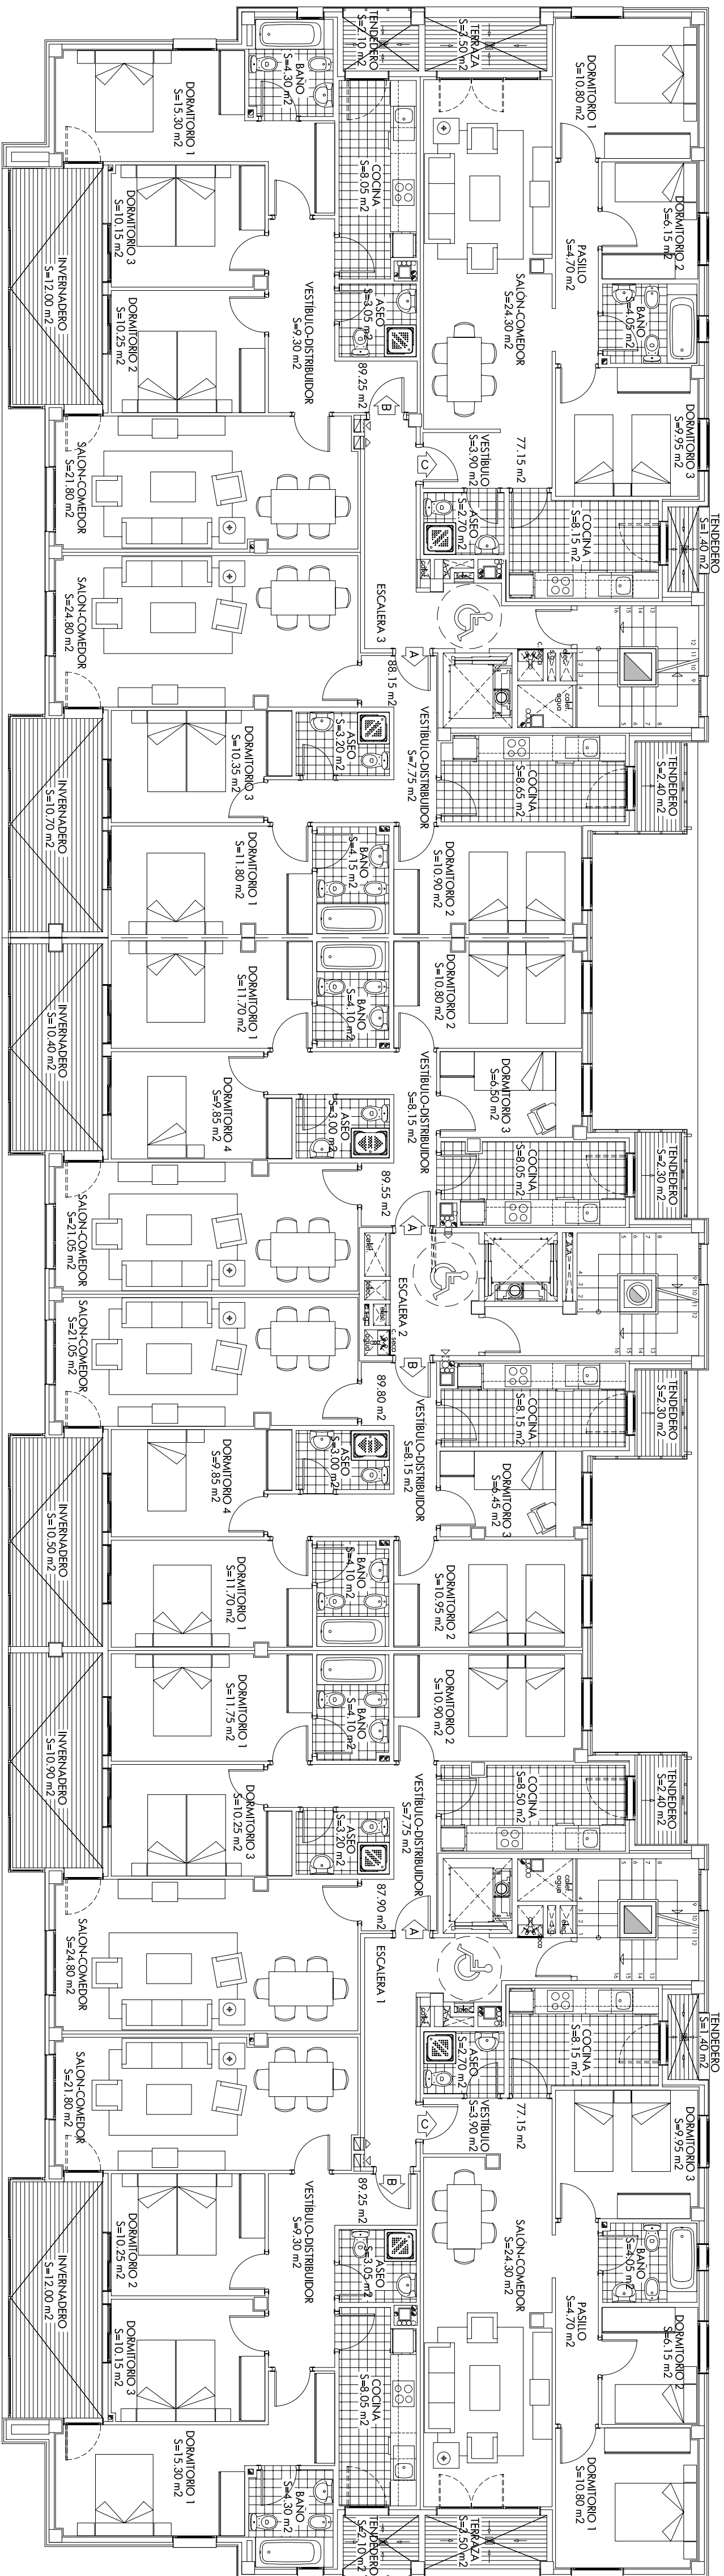 TENDEDERO
S=2.10 m2
TERRAZA
S=3.50 m2
DORMITORIO 1
S=10.80 m2
BAÑO
S=4.30 m2
DORMITORIO 1
S=15.30 m2
COCINA
S=8.05 m2
DORMITORIO 2
S=6.15 m2
PASILLO
S=4.70 m2
BAÑO
S=4.05 m2
SALÓN-COMEDOR
S=24.30 m2
DORMITORIO 3
S=10.15 m2
INVERNADERO
S=12.00 m2
DORMITORIO 2
S=10.25 m2
VESTÍBULO-DISTRIBUIDOR
S=9.30 m2
ASEO
S=3.05 m2
89.25 m2
B
C
DORMITORIO 3
S=9.95 m2
VESTÍBULO
S=3.90 m2
77.15 m2
SALON-COMEDOR
S=21.80 m2
ASEO
S=2.70 m2
COCINA
S=8.15 m2
TENDEDERO
S=1.40 m2
SALON-COMEDOR
S=24.80 m2
ESCALERA 3
A
88.15 m2
calef.
agua
VESTÍBULO-DISTRIBUIDOR
S=7.75 m2
ASEO
S=3.20 m2
DORMITORIO 3
S=10.35 m2
COCINA
S=8.65 m2
TENDEDERO
S=2.40 m2
INVERNADERO
S=10.70 m2
DORMITORIO 1
S=11.80 m2
BAÑO
S=4.15 m2
DORMITORIO 2
S=10.90 m2
DORMITORIO 1
S=11.70 m2
BAÑO
S=4.10 m2
DORMITORIO 2
S=10.80 m2
INVERNADERO
S=10.40 m2
DORMITORIO 4
S=9.85 m2
VESTÍBULO-DISTRIBUIDOR
S=8.15 m2
DORMITORIO 3
S=6.50 m2
ASEO
S=3.00 m2
COCINA
S=8.05 m2
TENDEDERO
S=2.30 m2
89.55 m2
A
SALON-COMEDOR
S=21.05 m2
calef.
ESCALERA 2
c. seca
agua
SALON-COMEDOR
S=21.05 m2
B
89.80 m2
VESTÍBULO-DISTRIBUIDOR
S=8.15 m2
COCINA
S=8.15 m2
TENDEDERO
S=2.30 m2
DORMITORIO 4
S=9.85 m2
ASEO
S=3.00 m2
DORMITORIO 3
S=6.45 m2
INVERNADERO
S=10.50 m2
DORMITORIO 1
S=11.70 m2
BAÑO
S=4.10 m2
DORMITORIO 2
S=10.95 m2
DORMITORIO 1
S=11.75 m2
BAÑO
S=4.10 m2
DORMITORIO 2
S=10.90 m2
INVERNADERO
S=10.90 m2
DORMITORIO 3
S=10.25 m2
ASEO
S=3.20 m2
VESTÍBULO-DISTRIBUIDOR
S=7.75 m2
COCINA
S=8.50 m2
TENDEDERO
S=2.40 m2
87.90 m2
A
calef.
agua
SALON-COMEDOR
S=24.80 m2
ESCALERA 1
SALON-COMEDOR
S=21.80 m2
ASEO
S=2.70 m2
COCINA
S=8.15 m2
TENDEDERO
S=1.40 m2
C
VESTÍBULO
S=3.90 m2
77.15 m2
DORMITORIO 3
S=9.95 m2
B
89.25 m2
VESTÍBULO-DISTRIBUIDOR
S=9.30 m2
ASEO
S=3.05 m2
DORMITORIO 2
S=10.25 m2
INVERNADERO
S=12.00 m2
DORMITORIO 3
S=10.15 m2
SALÓN-COMEDOR
S=24.30 m2
BAÑO
S=4.05 m2
PASILLO
S=4.70 m2
DORMITORIO 2
S=6.15 m2
COCINA
S=8.05 m2
DORMITORIO 1
S=15.30 m2
BAÑO
S=4.30 m2
TENDEDERO
S=2.10 m2
TERRAZA
S=3.50 m2
DORMITORIO 1
S=10.80 m2